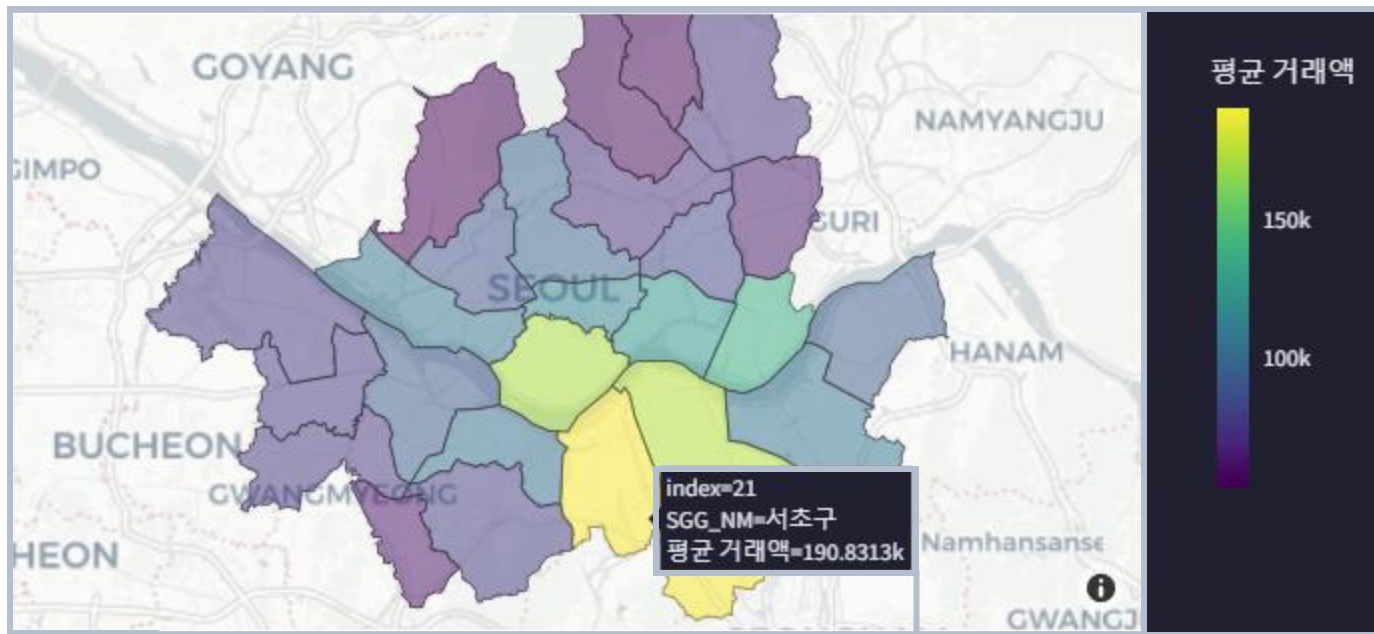 GOYANG
평균 거래액
NAMYANGJU
GIMPO
150k
GURI
SEOUL
100k
HANAM
BUCHEON
index=21
GWANGMYEONG
SGG_NM=서초구
평균 거래액=190.8313k
HEON
Namhansanse
GWANGJ